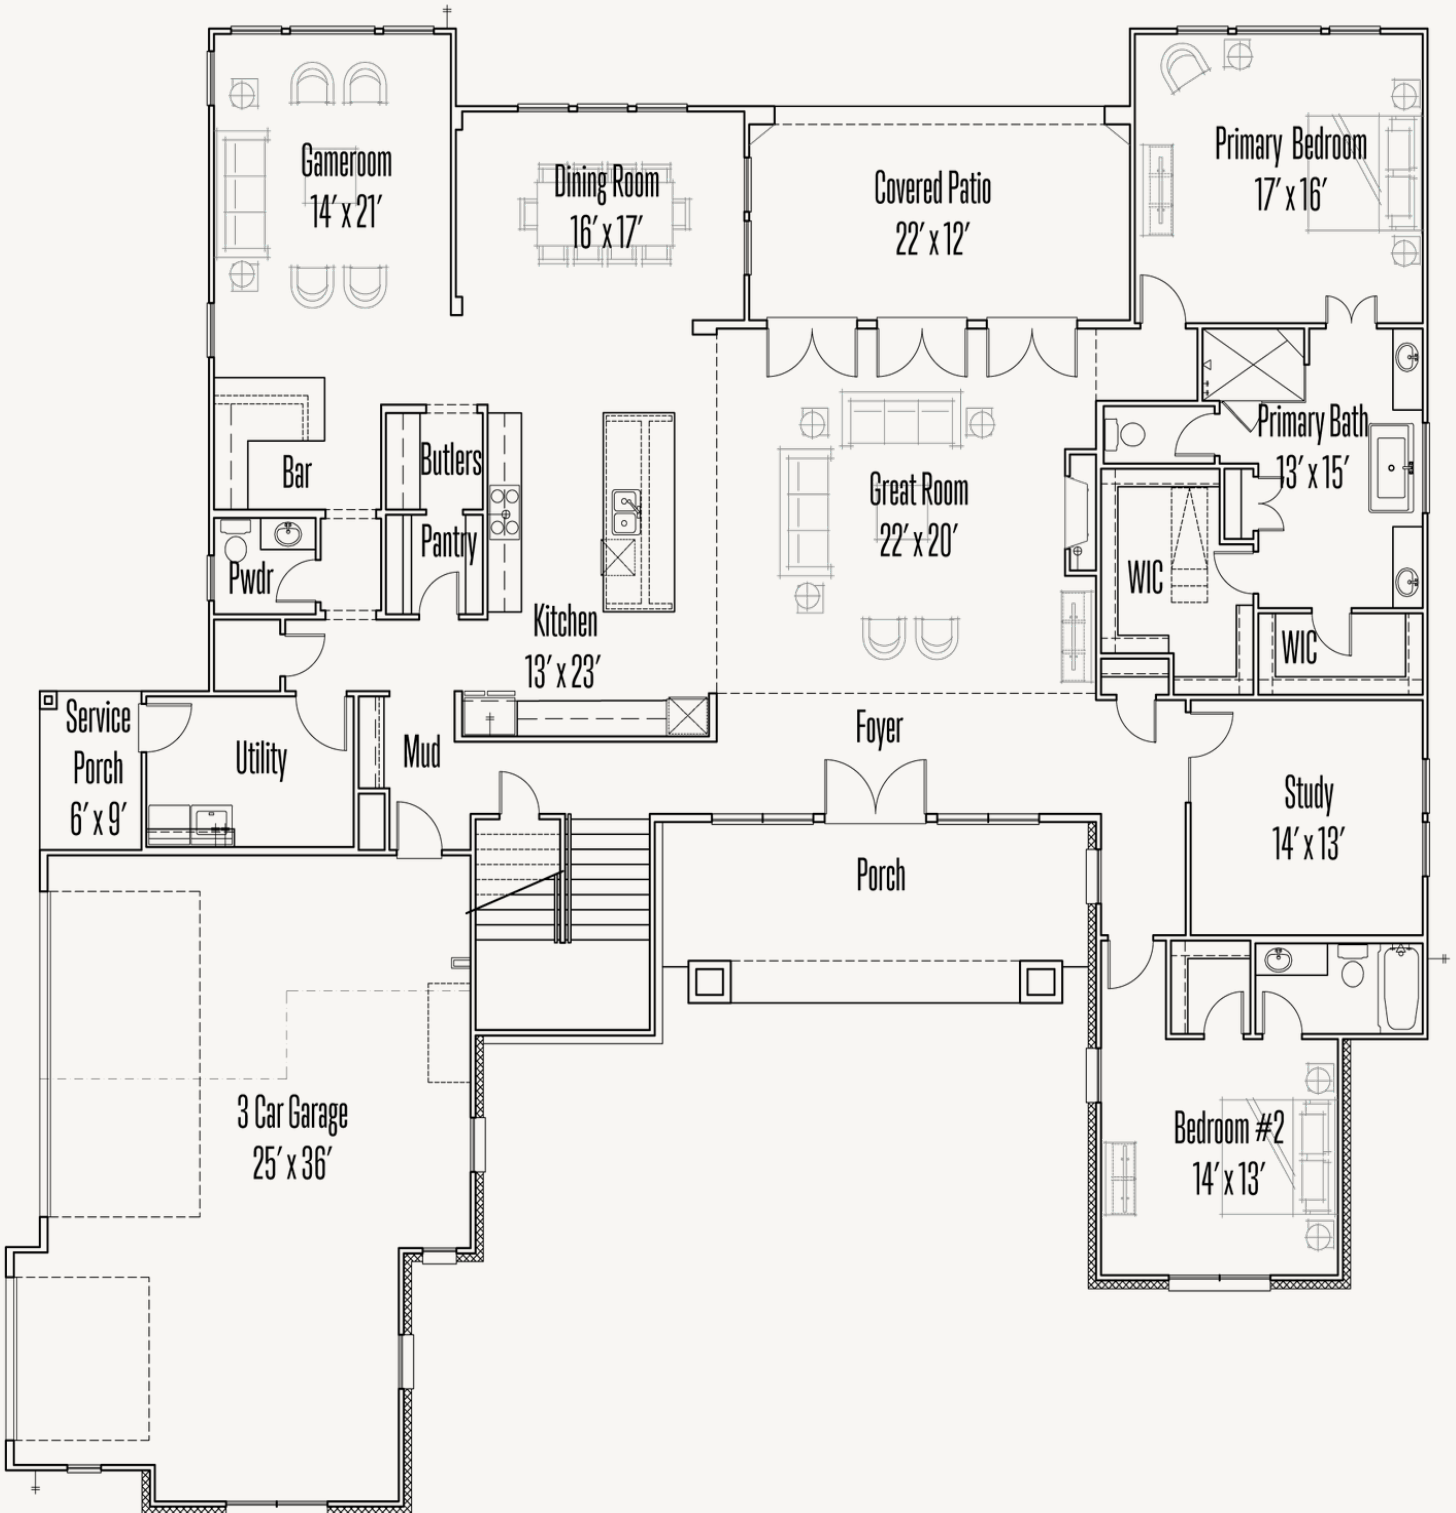 Gameroom
14' x 21'
Dining Room
16' x 17'
Covered Patio
22' x 12'
Primary Bedroom
17' x 16'
Bar
Butlers
Pantry
Pwdr
Kitchen
13' x 23'
Great Room
22' x 20'
Primary Bath
13' x 15'
WIC
WIC
Service
Porch
6' x 9'
Utility
Mud
Foyer
Study
14' x 13'
Porch
3 Car Garage
25' x 36'
Bedroom #2
14' x 13'